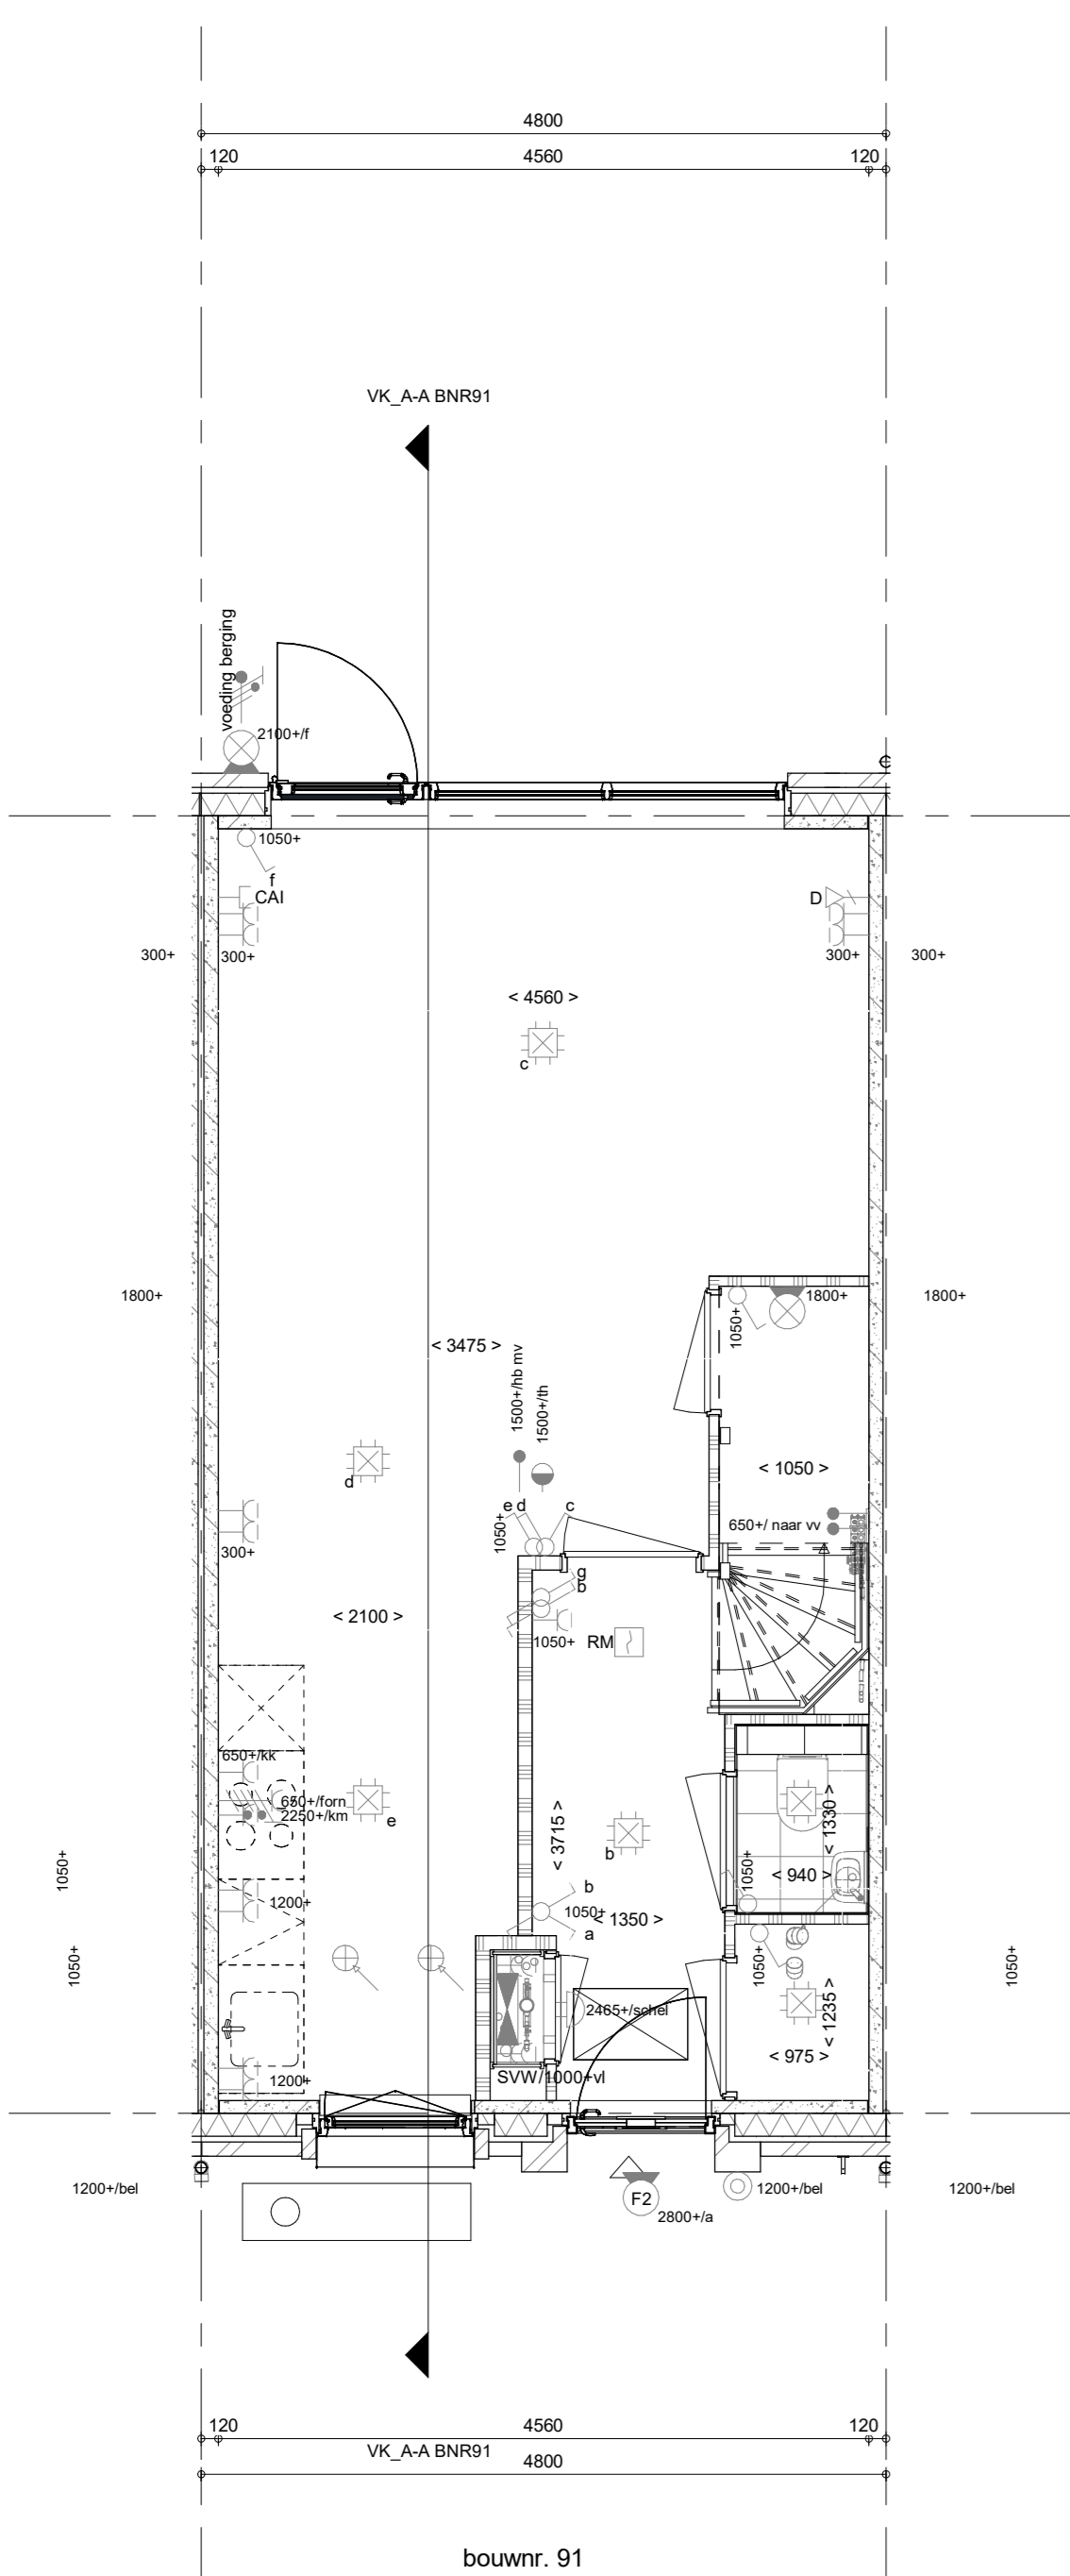 4800
120 4560 120
VK_A-A BNR91
voeding berging
2100+/f
1050+
f
CAI D
300+ 300+ 300+ 300+
< 4560 >
c
1800+ 1800+ 1800+
1050+
< 3475 >
1500+/hb mv
1500+/th
d
< 1050 >
e d c
1050+
650+/ naar vv
300+
g
b
< 2100 >
1050+ RM
650+/kk
650+/forn
2250+/km
e
< 3715 >
b
< 1330 >
1050+
< 940 >
1050+
1200+
b
1050+
a
< 1350 >
1050+
1050+
1050+
2465+/schel
< 1235 >
< 975 >
SVW/1000+vl
1200+
1200+/bel 1200+/bel 1200+/bel
F2
2800+/a
120 4560 120
VK_A-A BNR91
4800
bouwnr. 91